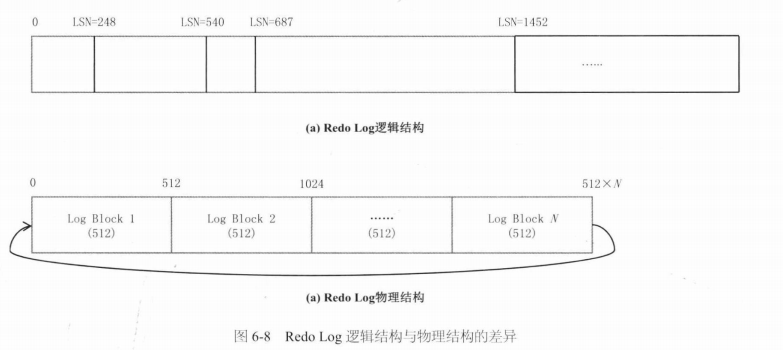 0 LSN=248 LSN=540 LSN=687 LSN=1452
……
(a) Redo Log逻辑结构
0 512 1024 512×N
Log Block 1 Log Block 2 …… Log Block N
(512) (512) (512) (512)
(a) Redo Log物理结构
图 6-8 Redo Log 逻辑结构与物理结构的差异